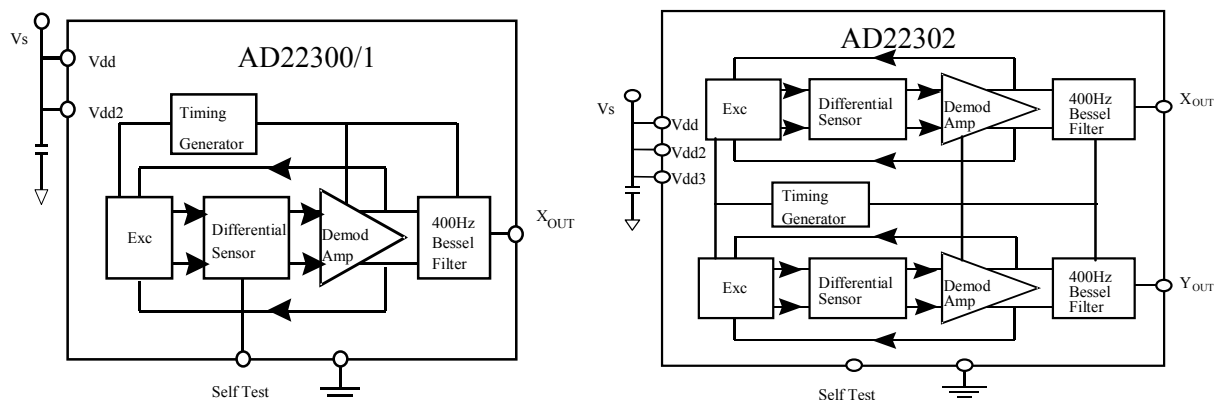 AD22300/1
Vs
Vdd
Vdd2
Timing
Generator
Exc
Differential
Sensor
Demod
Amp
400Hz
Bessel
Filter
XOUT
Self Test
AD22302
Vs
Vdd
Vdd2
Vdd3
Exc
Differential
Sensor
Demod
Amp
400Hz
Bessel
Filter
XOUT
Timing
Generator
Exc
Differential
Sensor
Demod
Amp
400Hz
Bessel
Filter
YOUT
Self Test